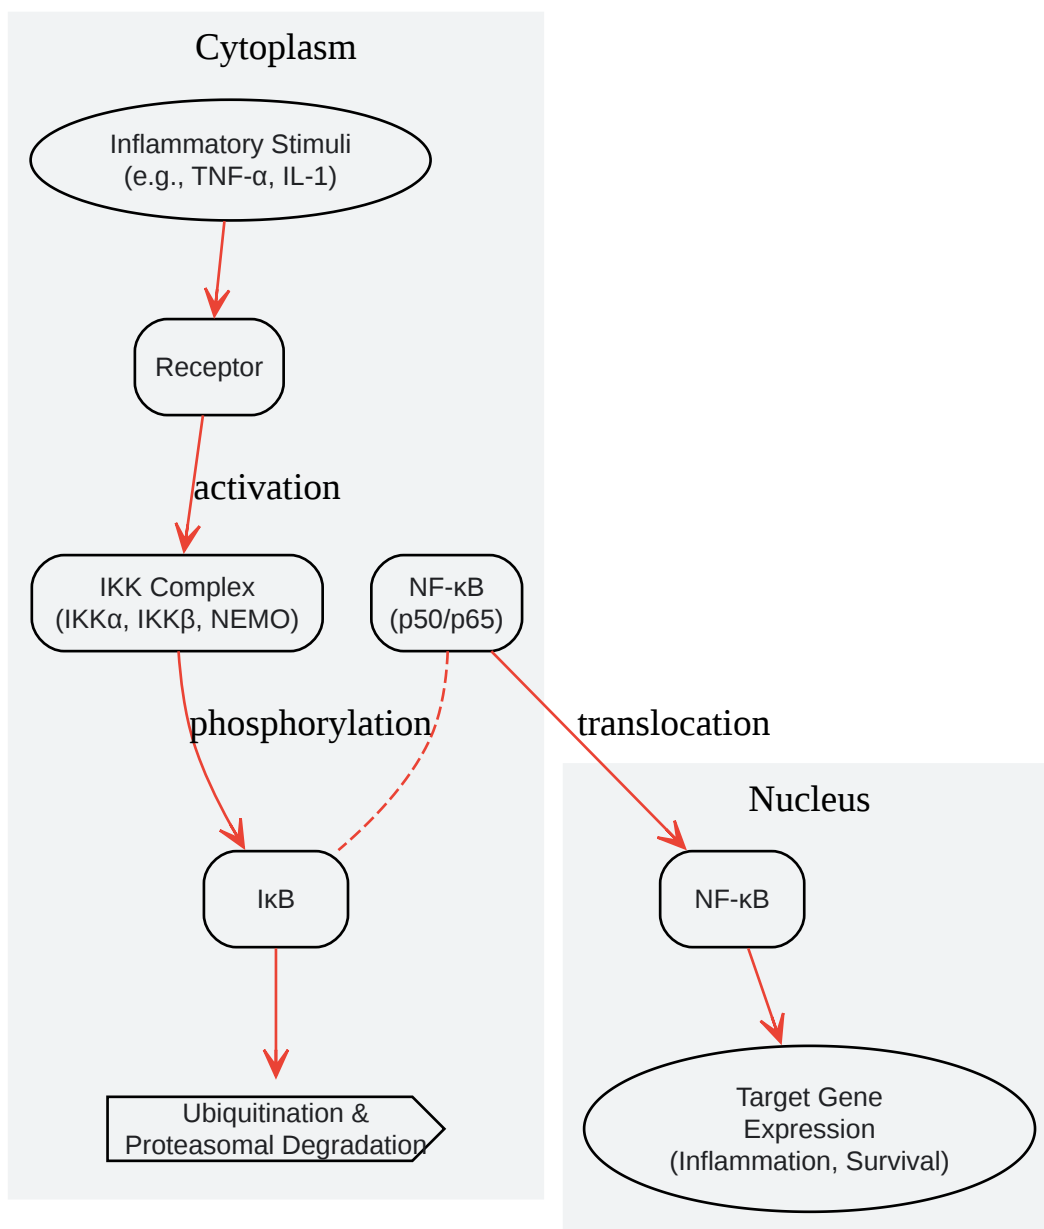 Cytoplasm
Inflammatory Stimuli
(e.g., TNF-α, IL-1)
Receptor
activation
IKK Complex
(IKKα, IKKβ, NEMO)
NF-κB
(p50/p65)
phosphorylation
translocation
Nucleus
IκB
NF-κB
Ubiquitination &
Proteasomal Degradation
Target Gene
Expression
(Inflammation, Survival)